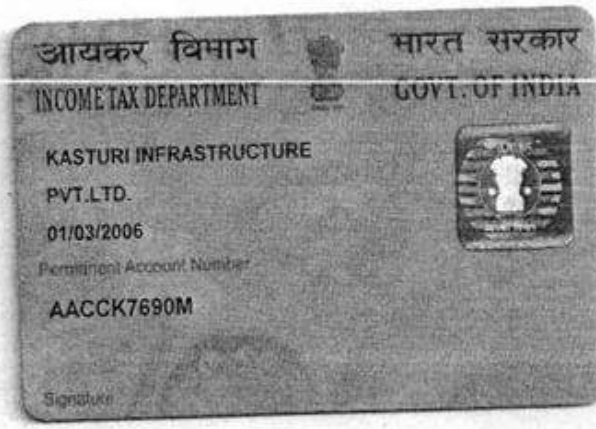 आयकर विभाग
भारत सरकार
INCOME TAX DEPARTMENT
GOVT. OF INDIA
KASTURI INFRASTRUCTURE
PVT.LTD.
01/03/2006
Permanent Account Number
AACCK7690M
Signature